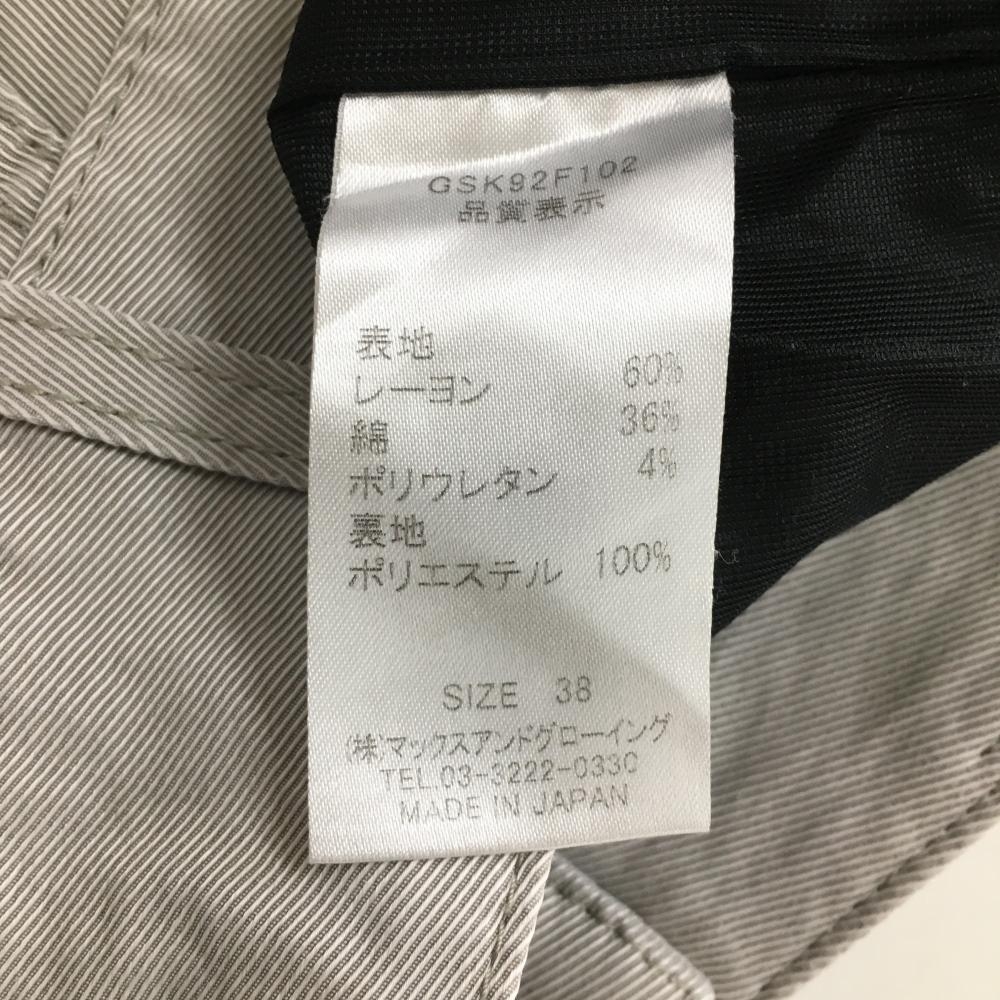 GSK92F102
品質表示
表地
レーヨン 60%
綿 36%
ポリウレタン 4%
裏地
ポリエステル 100%
SIZE 38
(株)マックスアンドグローイング
TEL.03-3222-0330
MADE IN JAPAN